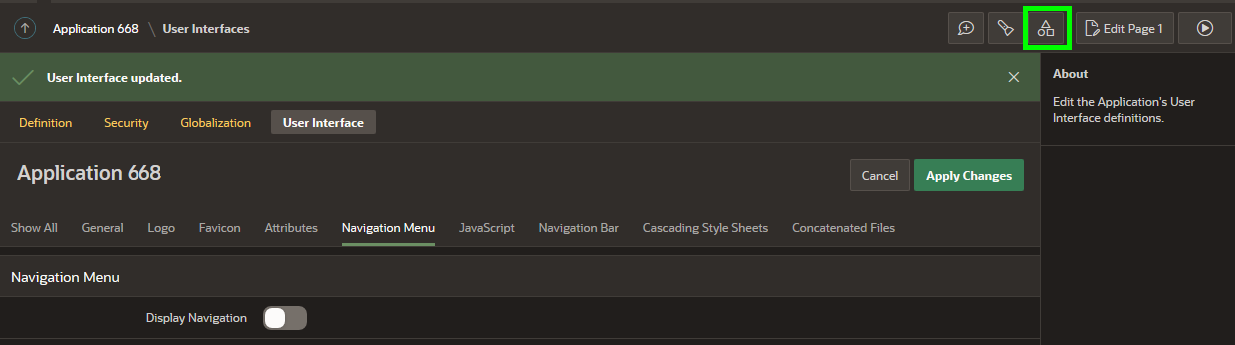 Application 668 \ User Interfaces
Edit Page 1
User Interface updated.
About
Edit the Application's User
Interface definitions.
Definition Security Globalization User Interface
Application 668
Cancel Apply Changes
Show All General Logo Favicon Attributes Navigation Menu JavaScript Navigation Bar Cascading Style Sheets Concatenated Files
Navigation Menu
Display Navigation